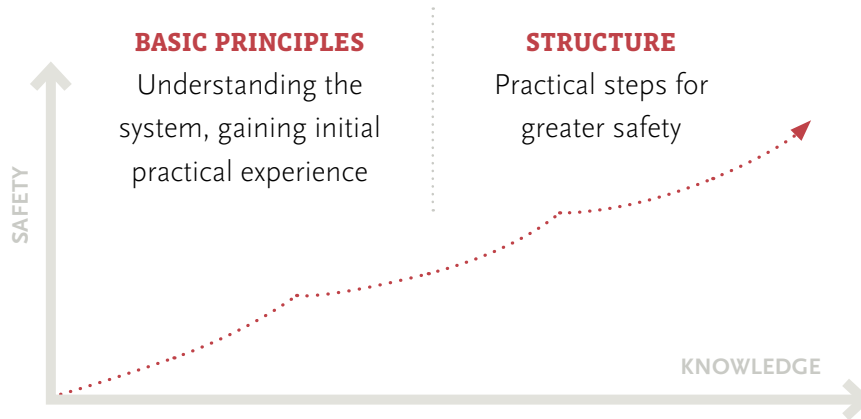 BASIC PRINCIPLES
Understanding the
system, gaining initial
practical experience
STRUCTURE
Practical steps for
greater safety
SAFETY
KNOWLEDGE